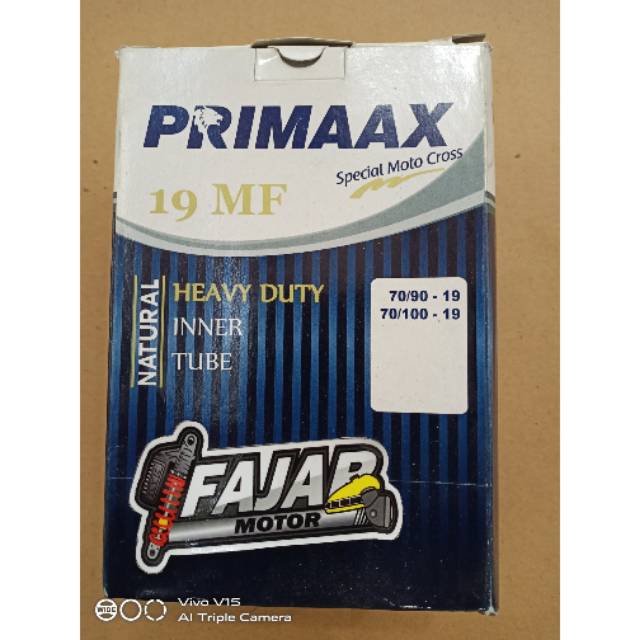 PRIMAAX
Special Moto Cross
19 MF
NATURAL
HEAVY DUTY
INNER
TUBE
70/90 - 19
70/100 - 19
FAJAR
MOTOR
Vivo V15
AI Triple Camera